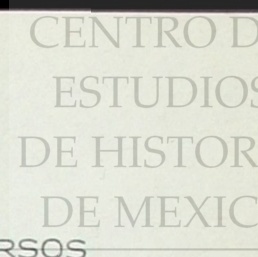 CENTRO D
ESTUDIOS
DE HISTOR
DE MEXIC
RSOS